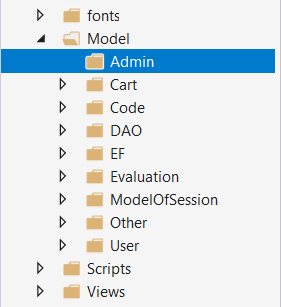 fonts
Model
Admin
Cart
Code
DAO
EF
Evaluation
ModelOfSession
Other
User
Scripts
Views